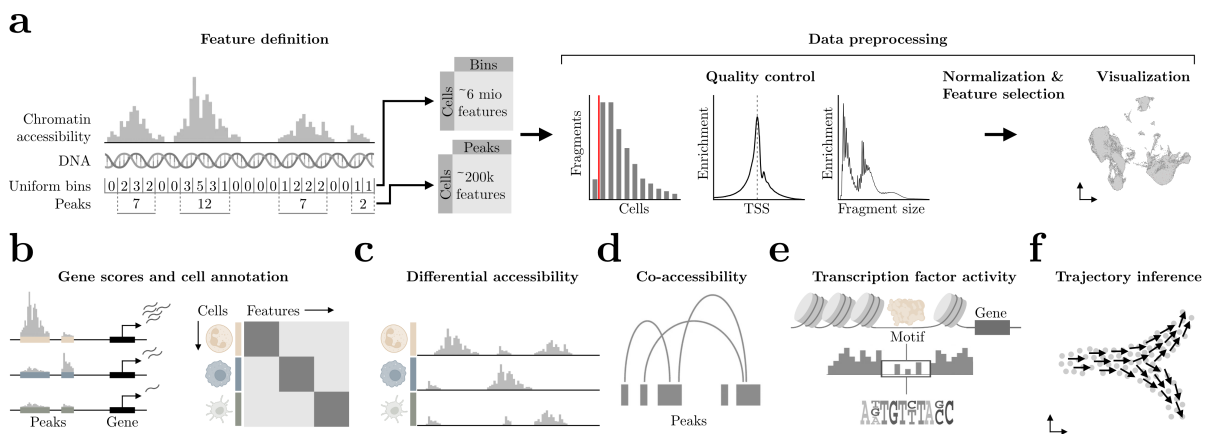 a
Feature definition
Data preprocessing
Chromatin
accessibility
DNA
Uniform bins
0 2 3 2 0 0 3 5 3 1 0 0 0 0 1 2 2 2 0 0 1 1
Peaks
7 12 7 2
Bins
Cells
~6 mio
features
Peaks
Cells
~200k
features
Quality control
Fragments
Cells
Enrichment
TSS
Enrichment
Fragment size
Normalization &
Feature selection
Visualization
b
Gene scores and cell annotation
Peaks
Gene
Cells
Features
c
Differential accessibility
d
Co-accessibility
Peaks
e
Transcription factor activity
Gene
Motif
f
Trajectory inference